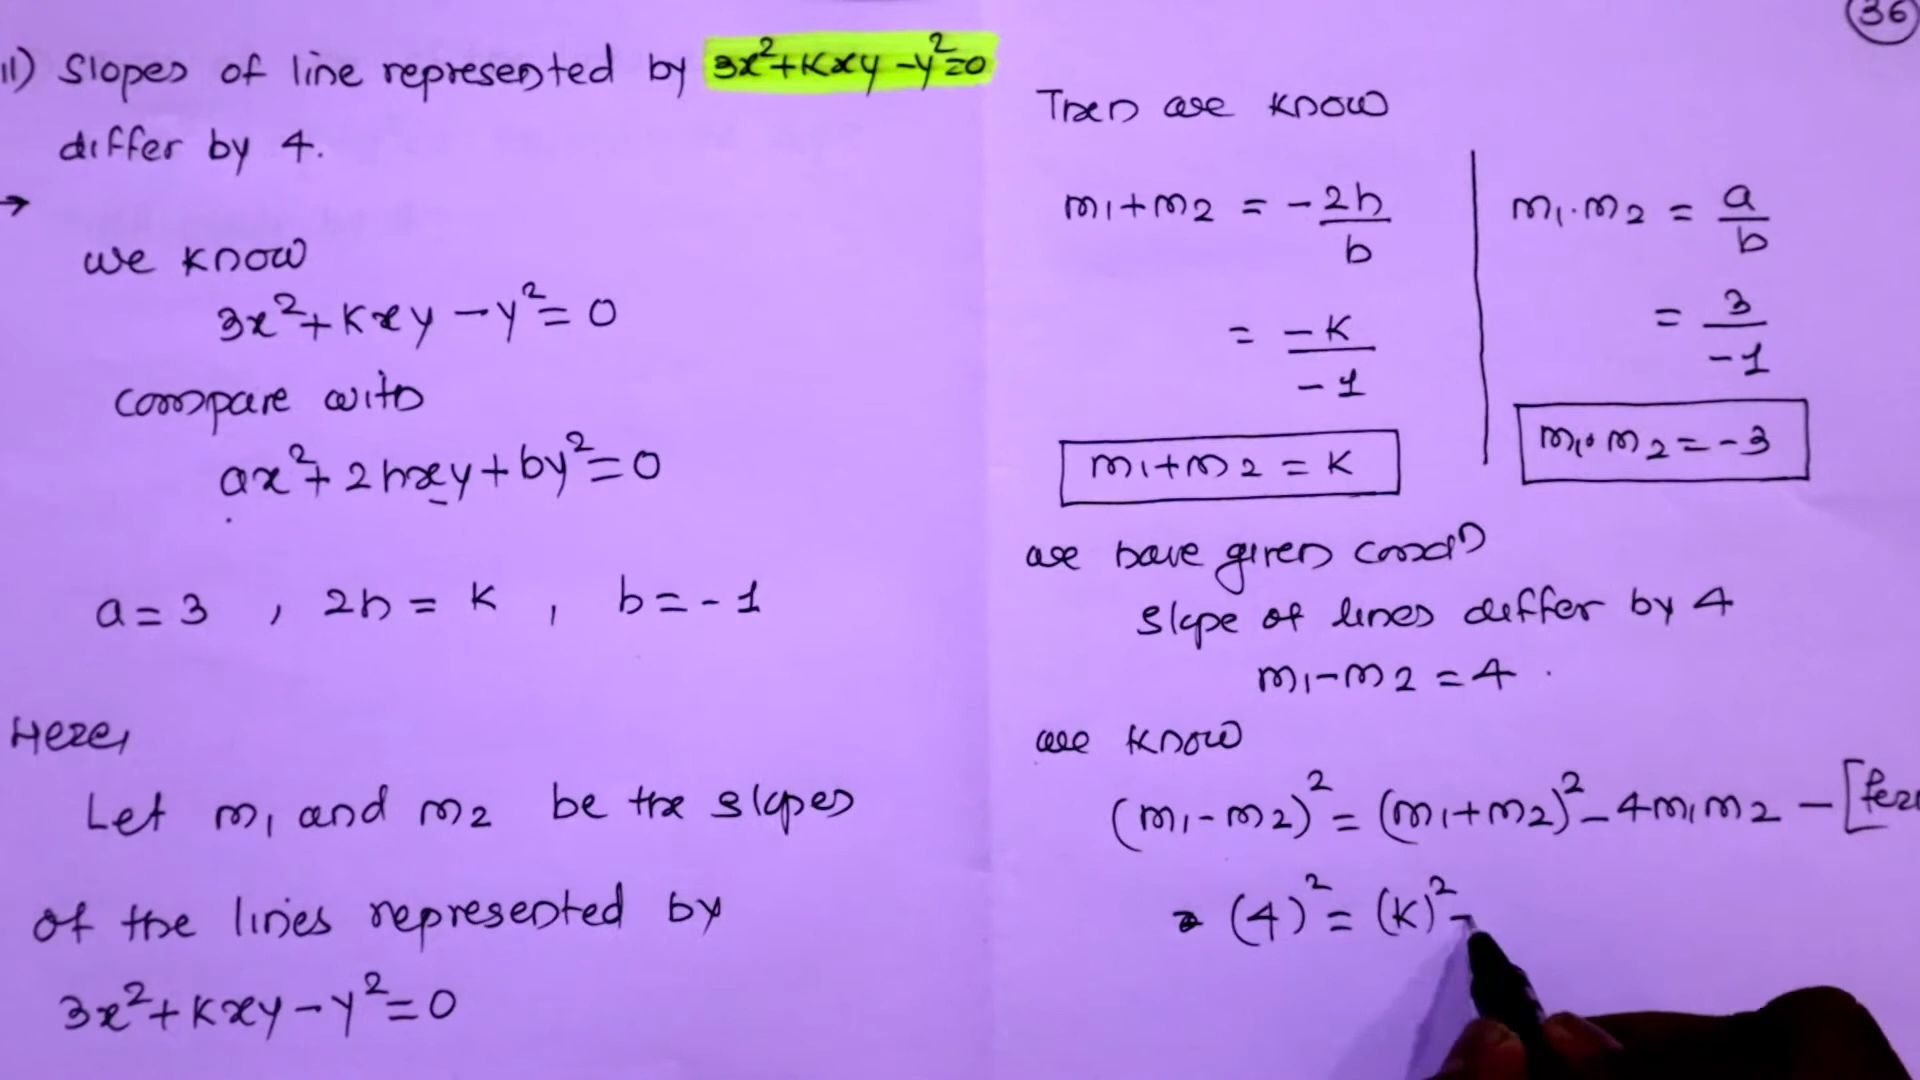 11) Slopes of line represented by 3x²+kxy-y²=0
differ by 4.
→
we know
3x²+kxy-y²=0
compare with
ax²+2hxy+by²=0
a=3 , 2h=k , b=-1
Here,
Let m1 and m2 be the slopes
of the lines represented by
3x²+kxy-y²=0
36
Then we know
m1+m2 = -2h/b
= -k/-1
m1+m2 = k
m1.m2 = a/b
= 3/-1
m1.m2 = -3
we have given condn
slope of lines differ by 4
m1-m2 = 4.
we know
(m1-m2)² = (m1+m2)²-4m1m2 - [
(4)² = (k)²-